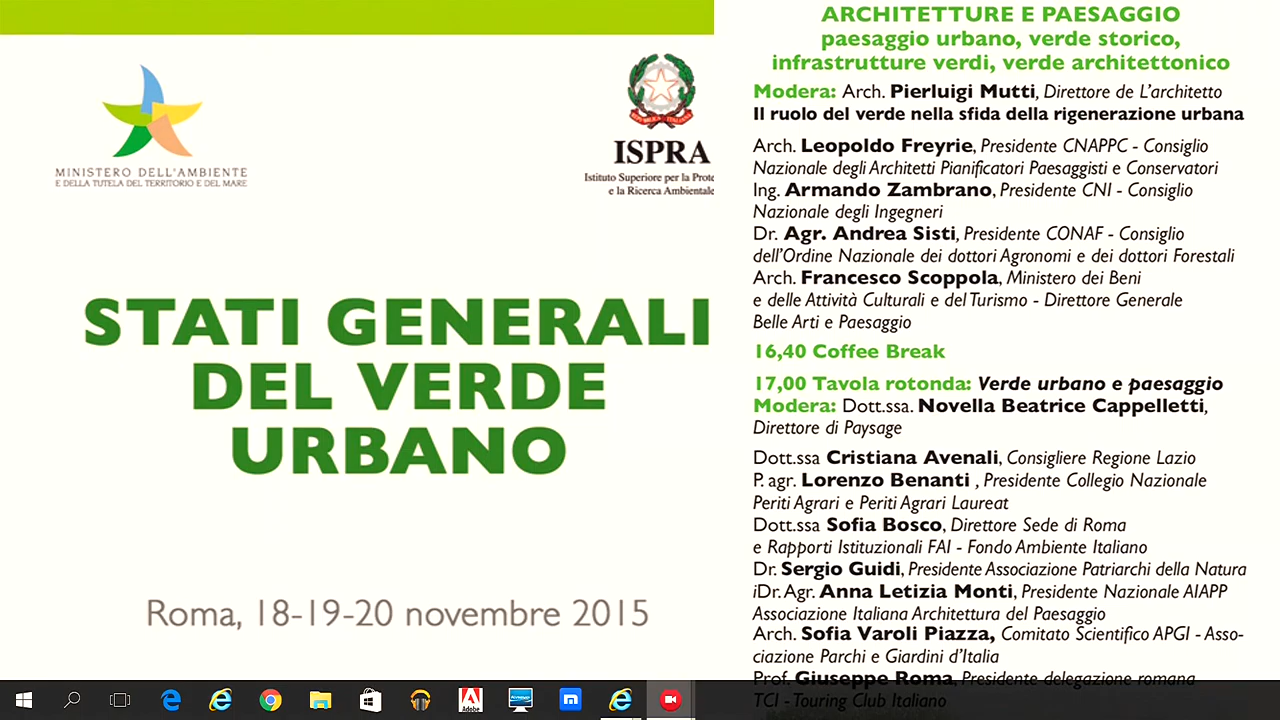 MINISTERO DELL'AMBIENTE
E DELLA TUTELA DEL TERRITORIO E DEL MARE
REPVBBLICA ITALIANA
ISPRA
Istituto Superiore per la Prote
e la Ricerca Ambientale
STATI GENERALI
DEL VERDE
URBANO
Roma, 18-19-20 novembre 2015
ARCHITETTURE E PAESAGGIO
paesaggio urbano, verde storico,
infrastrutture verdi, verde architettonico
Modera: Arch. Pierluigi Mutti, Direttore de L'architetto
Il ruolo del verde nella sfida della rigenerazione urbana
Arch. Leopoldo Freyrie, Presidente CNAPPC - Consiglio
Nazionale degli Architetti Pianificatori Paesaggisti e Conservatori
Ing. Armando Zambrano, Presidente CNI - Consiglio
Nazionale degli Ingegneri
Dr. Agr. Andrea Sisti, Presidente CONAF - Consiglio
dell'Ordine Nazionale dei dottori Agronomi e dei dottori Forestali
Arch. Francesco Scoppola, Ministero dei Beni
e delle Attività Culturali e del Turismo - Direttore Generale
Belle Arti e Paesaggio
16,40 Coffee Break
17,00 Tavola rotonda: Verde urbano e paesaggio
Modera: Dott.ssa. Novella Beatrice Cappelletti,
Direttore di Paysage
Dott.ssa Cristiana Avenali, Consigliere Regione Lazio
P. agr. Lorenzo Benanti , Presidente Collegio Nazionale
Periti Agrari e Periti Agrari Laureat
Dott.ssa Sofia Bosco, Direttore Sede di Roma
e Rapporti Istituzionali FAI - Fondo Ambiente Italiano
Dr. Sergio Guidi, Presidente Associazione Patriarchi della Natura
iDr. Agr. Anna Letizia Monti, Presidente Nazionale AIAPP
Associazione Italiana Architettura del Paesaggio
Arch. Sofia Varoli Piazza, Comitato Scientifico APGI - Asso-
ciazione Parchi e Giardini d'Italia
Prof. Giuseppe Roma, Presidente delegazione romana
TCI - Touring Club Italiano
Adobe